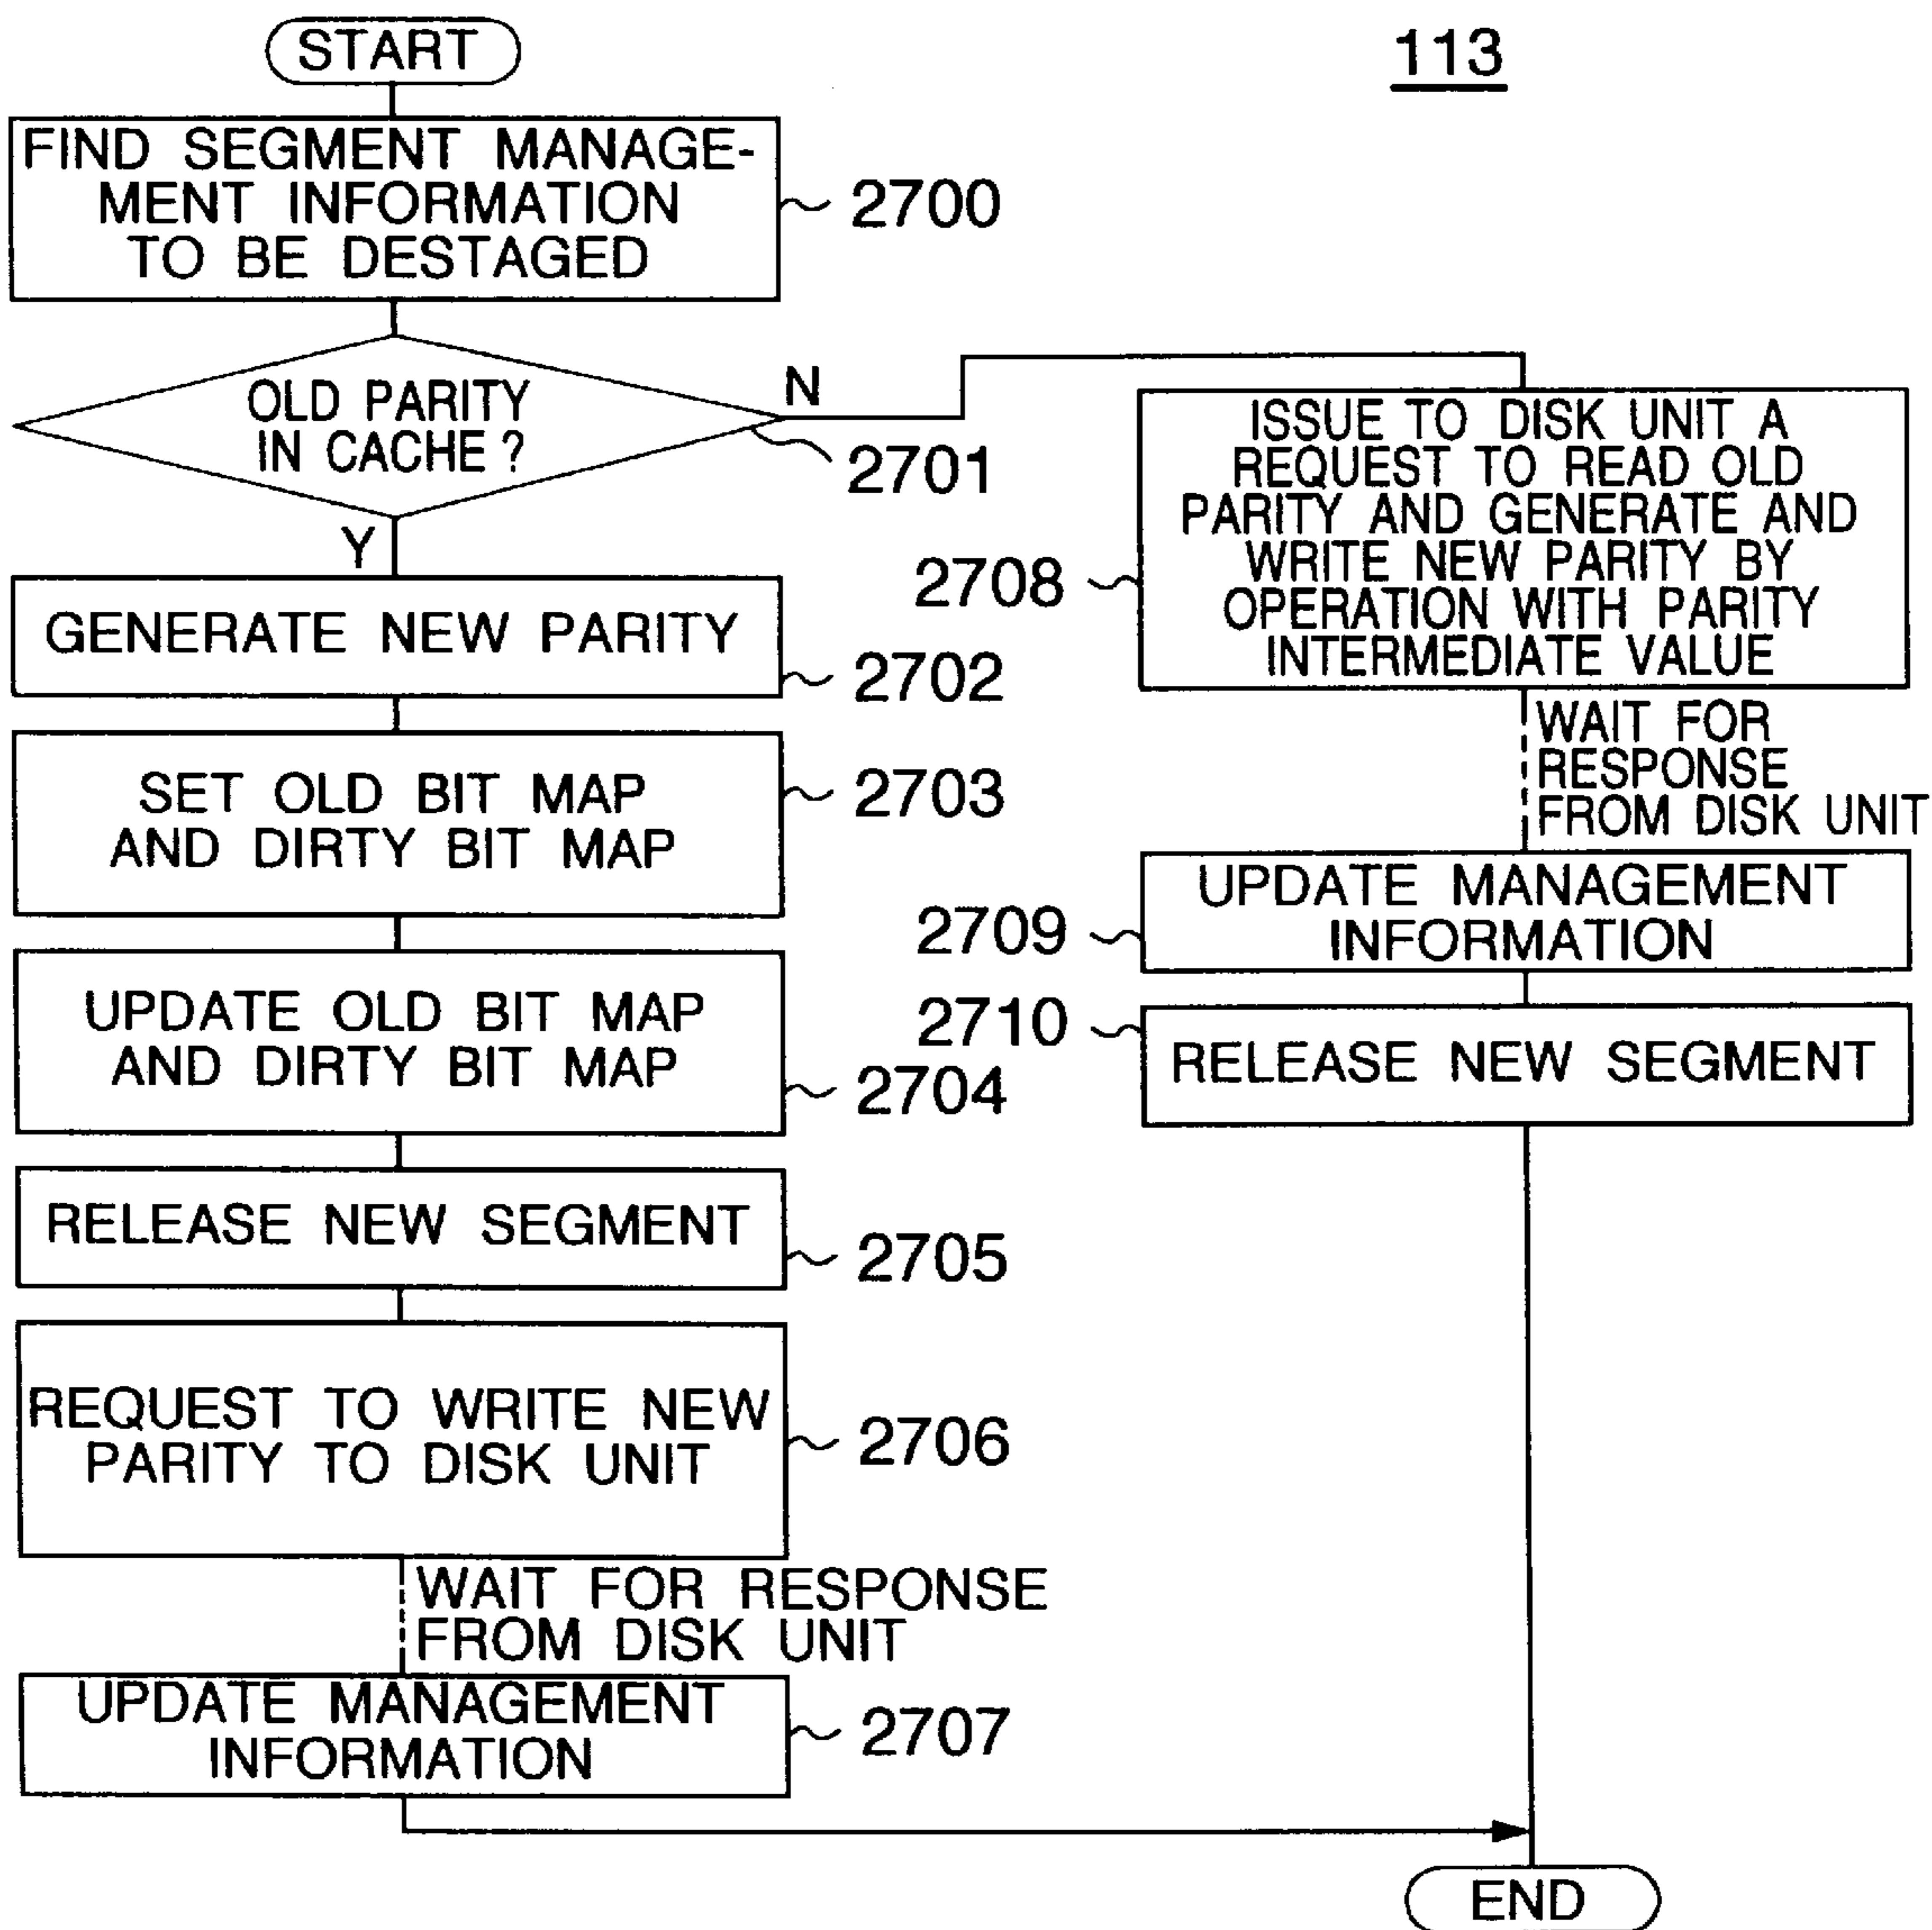 START
113
FIND SEGMENT MANAGE-
MENT INFORMATION
TO BE DESTAGED
2700
OLD PARITY
IN CACHE ?
2701
N
Y
GENERATE NEW PARITY
2702
SET OLD BIT MAP
AND DIRTY BIT MAP
2703
UPDATE OLD BIT MAP
AND DIRTY BIT MAP
2704
RELEASE NEW SEGMENT
2705
REQUEST TO WRITE NEW
PARITY TO DISK UNIT
2706
WAIT FOR RESPONSE
FROM DISK UNIT
UPDATE MANAGEMENT
INFORMATION
2707
ISSUE TO DISK UNIT A
REQUEST TO READ OLD
PARITY AND GENERATE AND
WRITE NEW PARITY BY
OPERATION WITH PARITY
INTERMEDIATE VALUE
2708
WAIT FOR
RESPONSE
FROM DISK UNIT
UPDATE MANAGEMENT
INFORMATION
2709
RELEASE NEW SEGMENT
2710
END